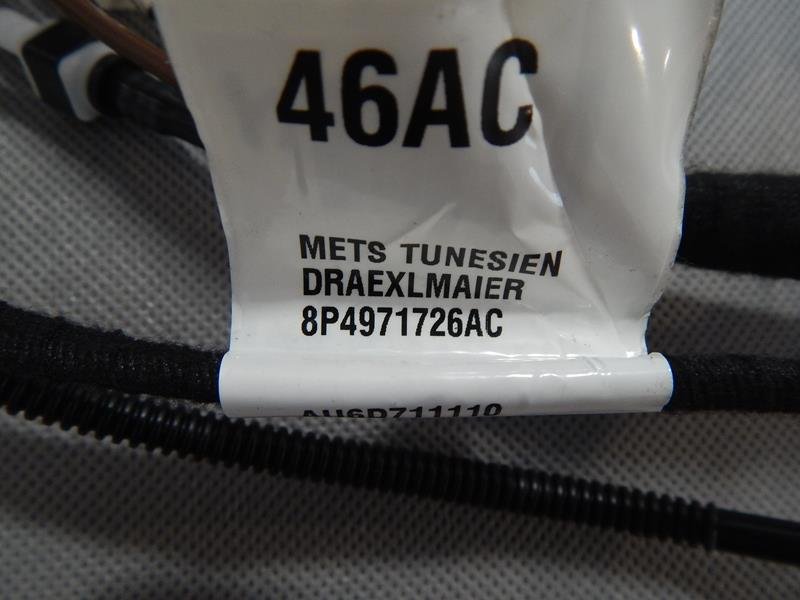 46AC
METS TUNESIEN
DRAEXLMAIER
8P4971726AC